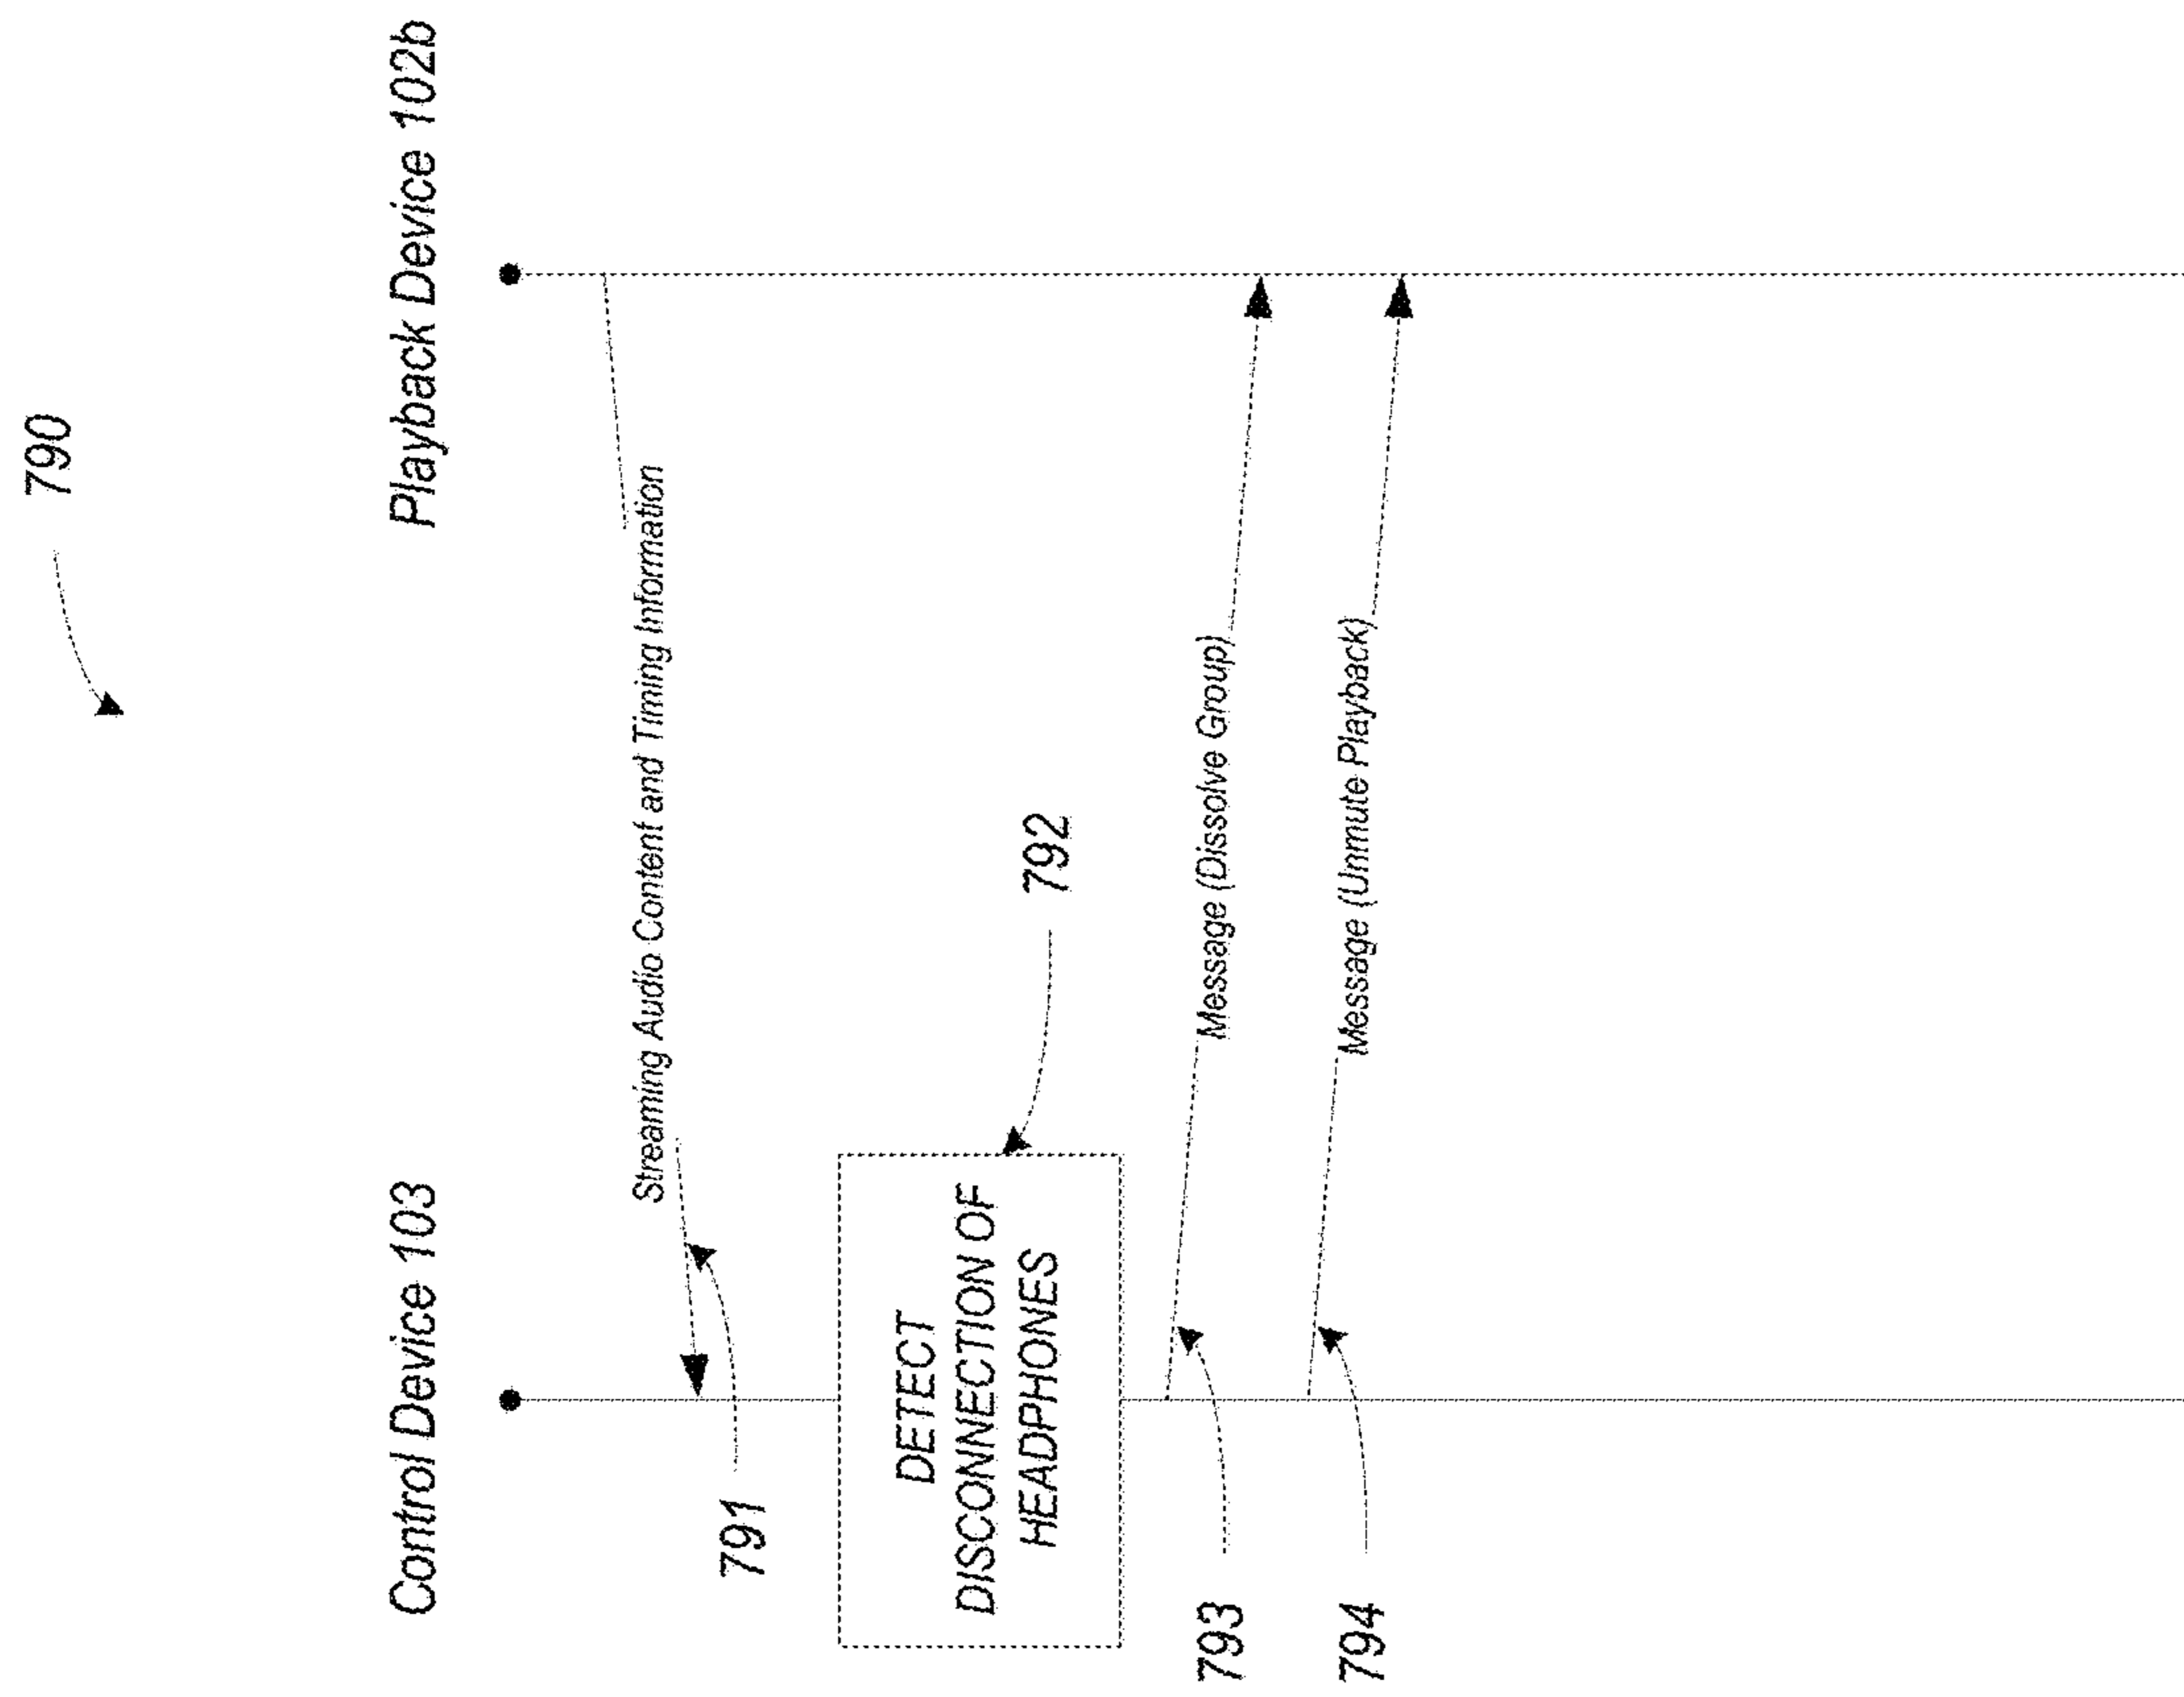 790
Control Device 103
Playback Device 102b
Streaming Audio Content and Timing Information
791
DETECT
DISCONNECTION OF
HEADPHONES
792
Message (Dissolve Group)
793
Message (Unmute Playback)
794